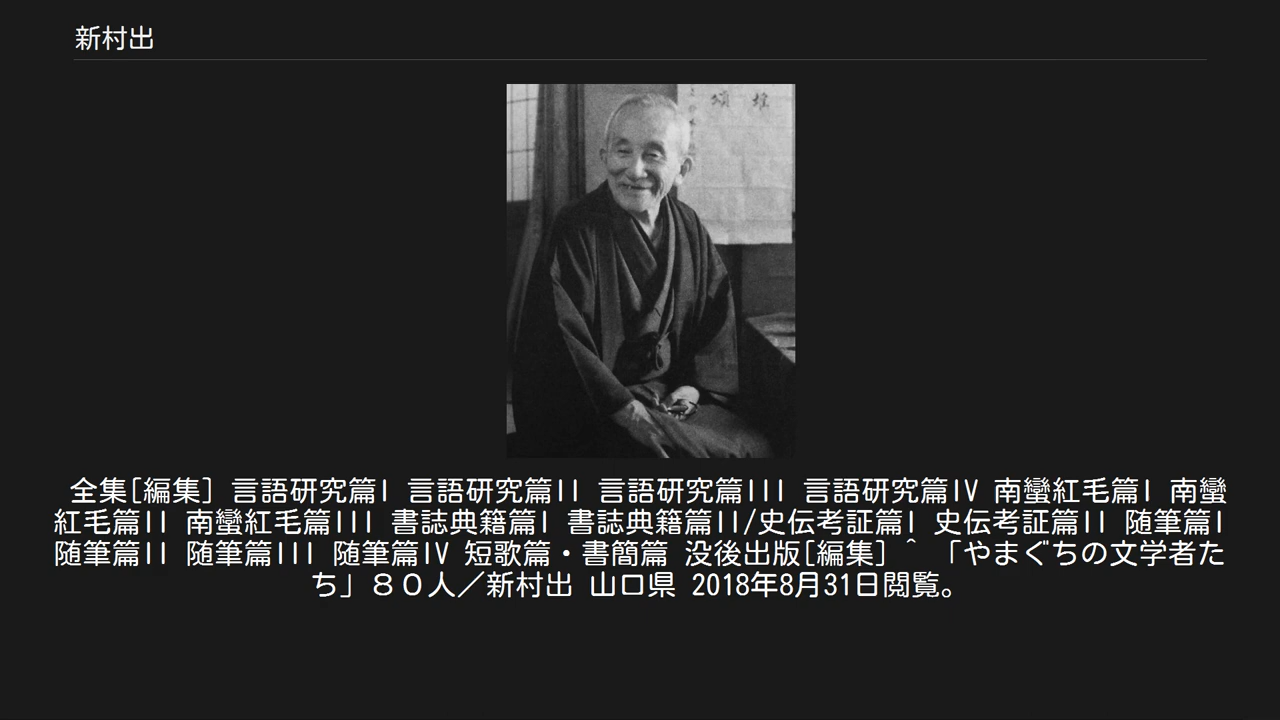 新村出
頌 堆
全集[編集] 言語研究篇I 言語研究篇II 言語研究篇III 言語研究篇IV 南蠻紅毛篇I 南蠻
紅毛篇II 南蠻紅毛篇III 書誌典籍篇I 書誌典籍篇II/史伝考証篇I 史伝考証篇II 随筆篇I
随筆篇II 随筆篇III 随筆篇IV 短歌篇・書簡篇 没後出版[編集] ^ 「やまぐちの文学者た
ち」８０人／新村出 山口県 2018年8月31日閲覧。